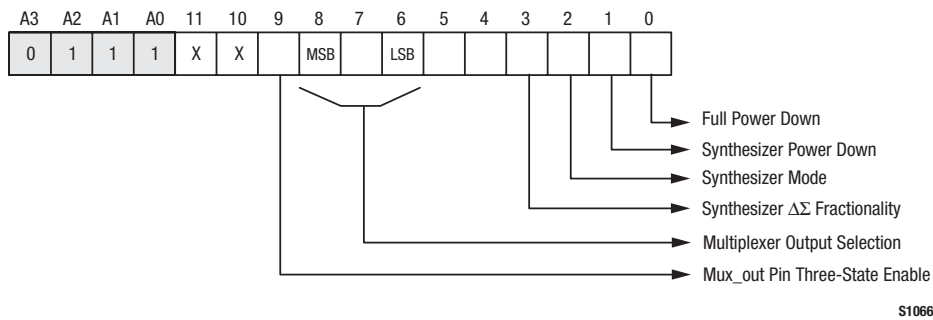 A3 A2 A1 A0 11 10 9 8 7 6 5 4 3 2 1 0
0 1 1 1 X X MSB LSB
Full Power Down
Synthesizer Power Down
Synthesizer Mode
Synthesizer ΔΣ Fractionality
Multiplexer Output Selection
Mux_out Pin Three-State Enable
S1066